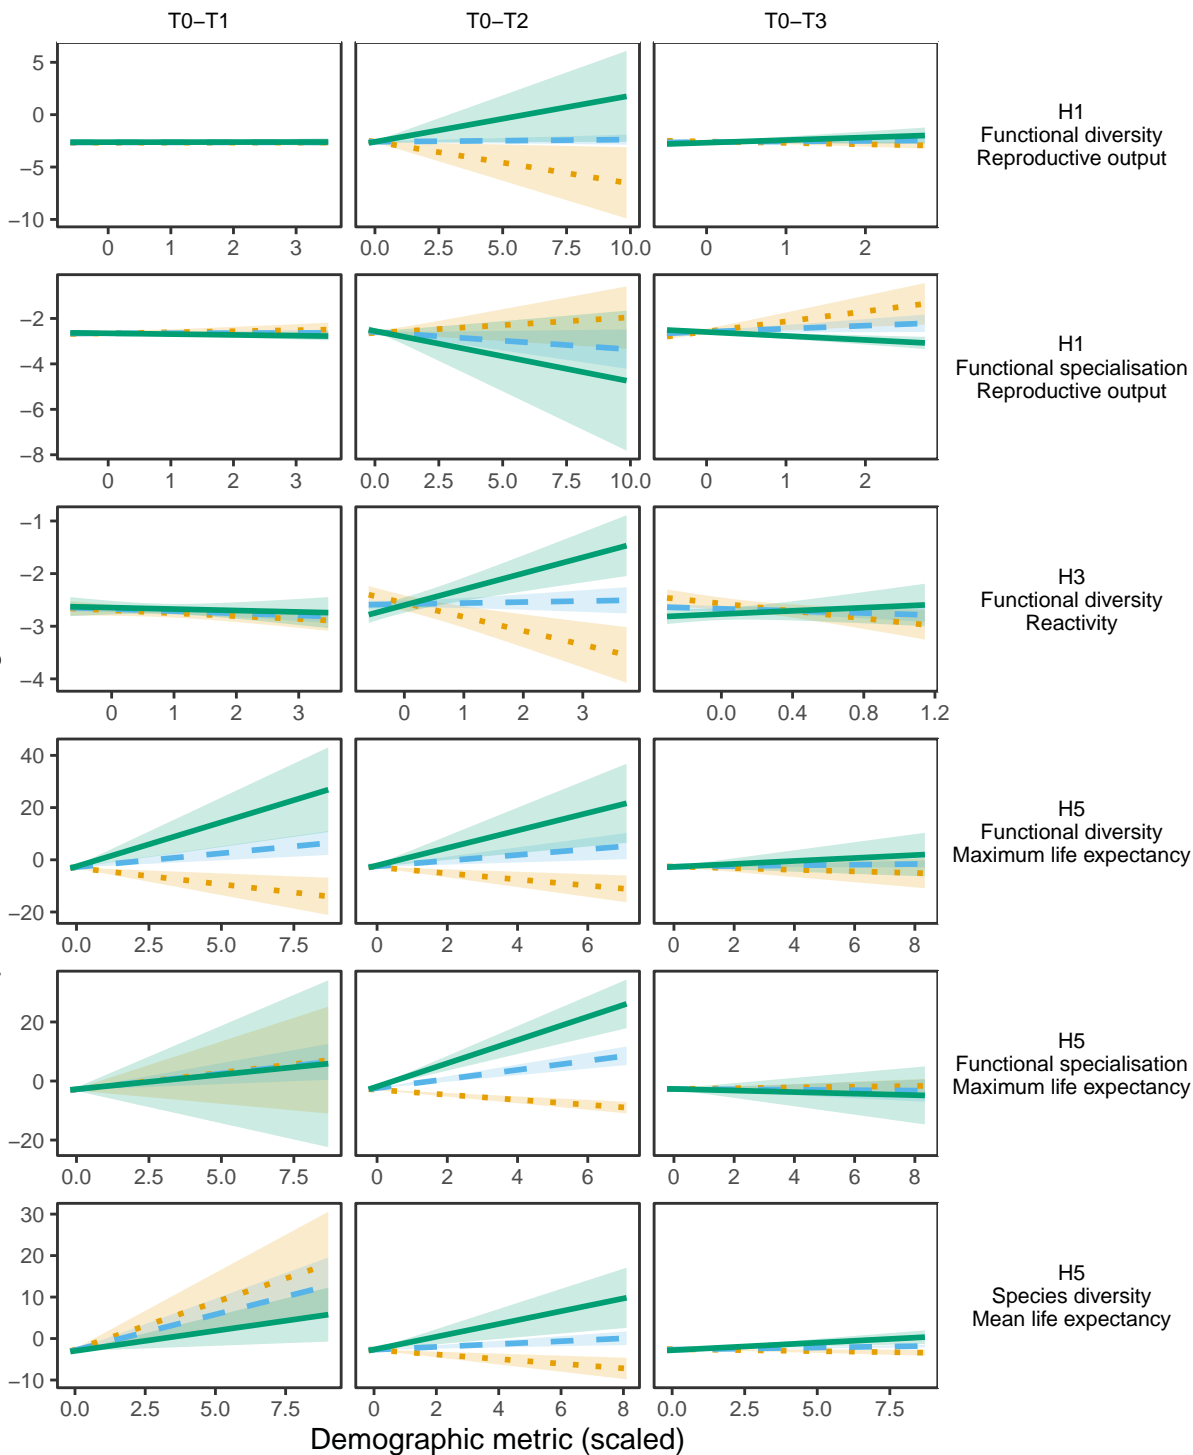 T0–T1 T0–T2 T0–T3
5
0
−5
−10
0 1 2 3 0.0 2.5 5.0 7.5 10.0 0 1 2
H1
Functional diversity
Reproductive output
−2
−4
−6
−8
0 1 2 3 0.0 2.5 5.0 7.5 10.0 0 1 2
H1
Functional specialisation
Reproductive output
−1
−2
−3
−4
0 1 2 3 0 1 2 3 0.0 0.4 0.8 1.2
H3
Functional diversity
Reactivity
40
20
0
−20
0.0 2.5 5.0 7.5 0 2 4 6 0 2 4 6 8
H5
Functional diversity
Maximum life expectancy
20
0
−20
0.0 2.5 5.0 7.5 0 2 4 6 0 2 4 6 8
H5
Functional specialisation
Maximum life expectancy
30
20
10
0
−10
0.0 2.5 5.0 7.5 0 2 4 6 8 0.0 2.5 5.0 7.5
H5
Species diversity
Mean life expectancy
Demographic metric (scaled)